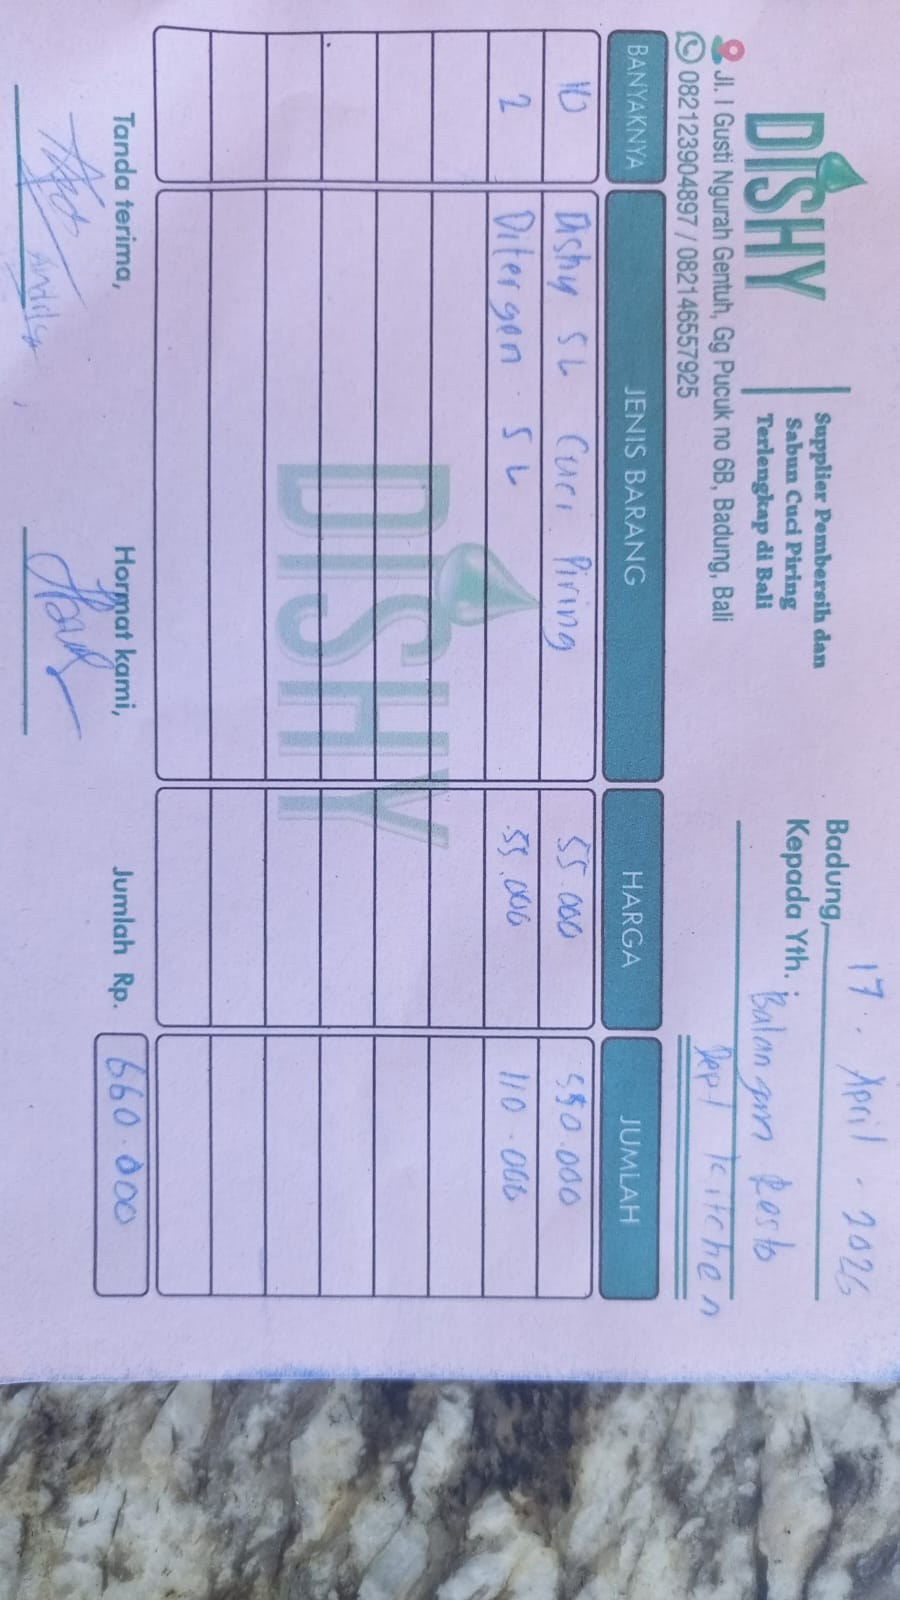 DISHY
Supplier Pembersih dan
Sabun Cuci Piring
Terlengkap di Bali
Jl. I Gusti Ngurah Gentuh, Gg Pucuk no 6B, Badung, Bali
082123904897 / 082146557925
Badung, 17 . April . 2026
Kepada Yth. Balangan Resto
Dept Kitchen
BANYAKNYA JENIS BARANG HARGA JUMLAH
10 Dishy 5L Cuci Piring 55.000 550.000
2 Ditergen 5L 55.000 110.000
DISHY
Tanda terima, Hormat kami, Jumlah Rp. 660.000